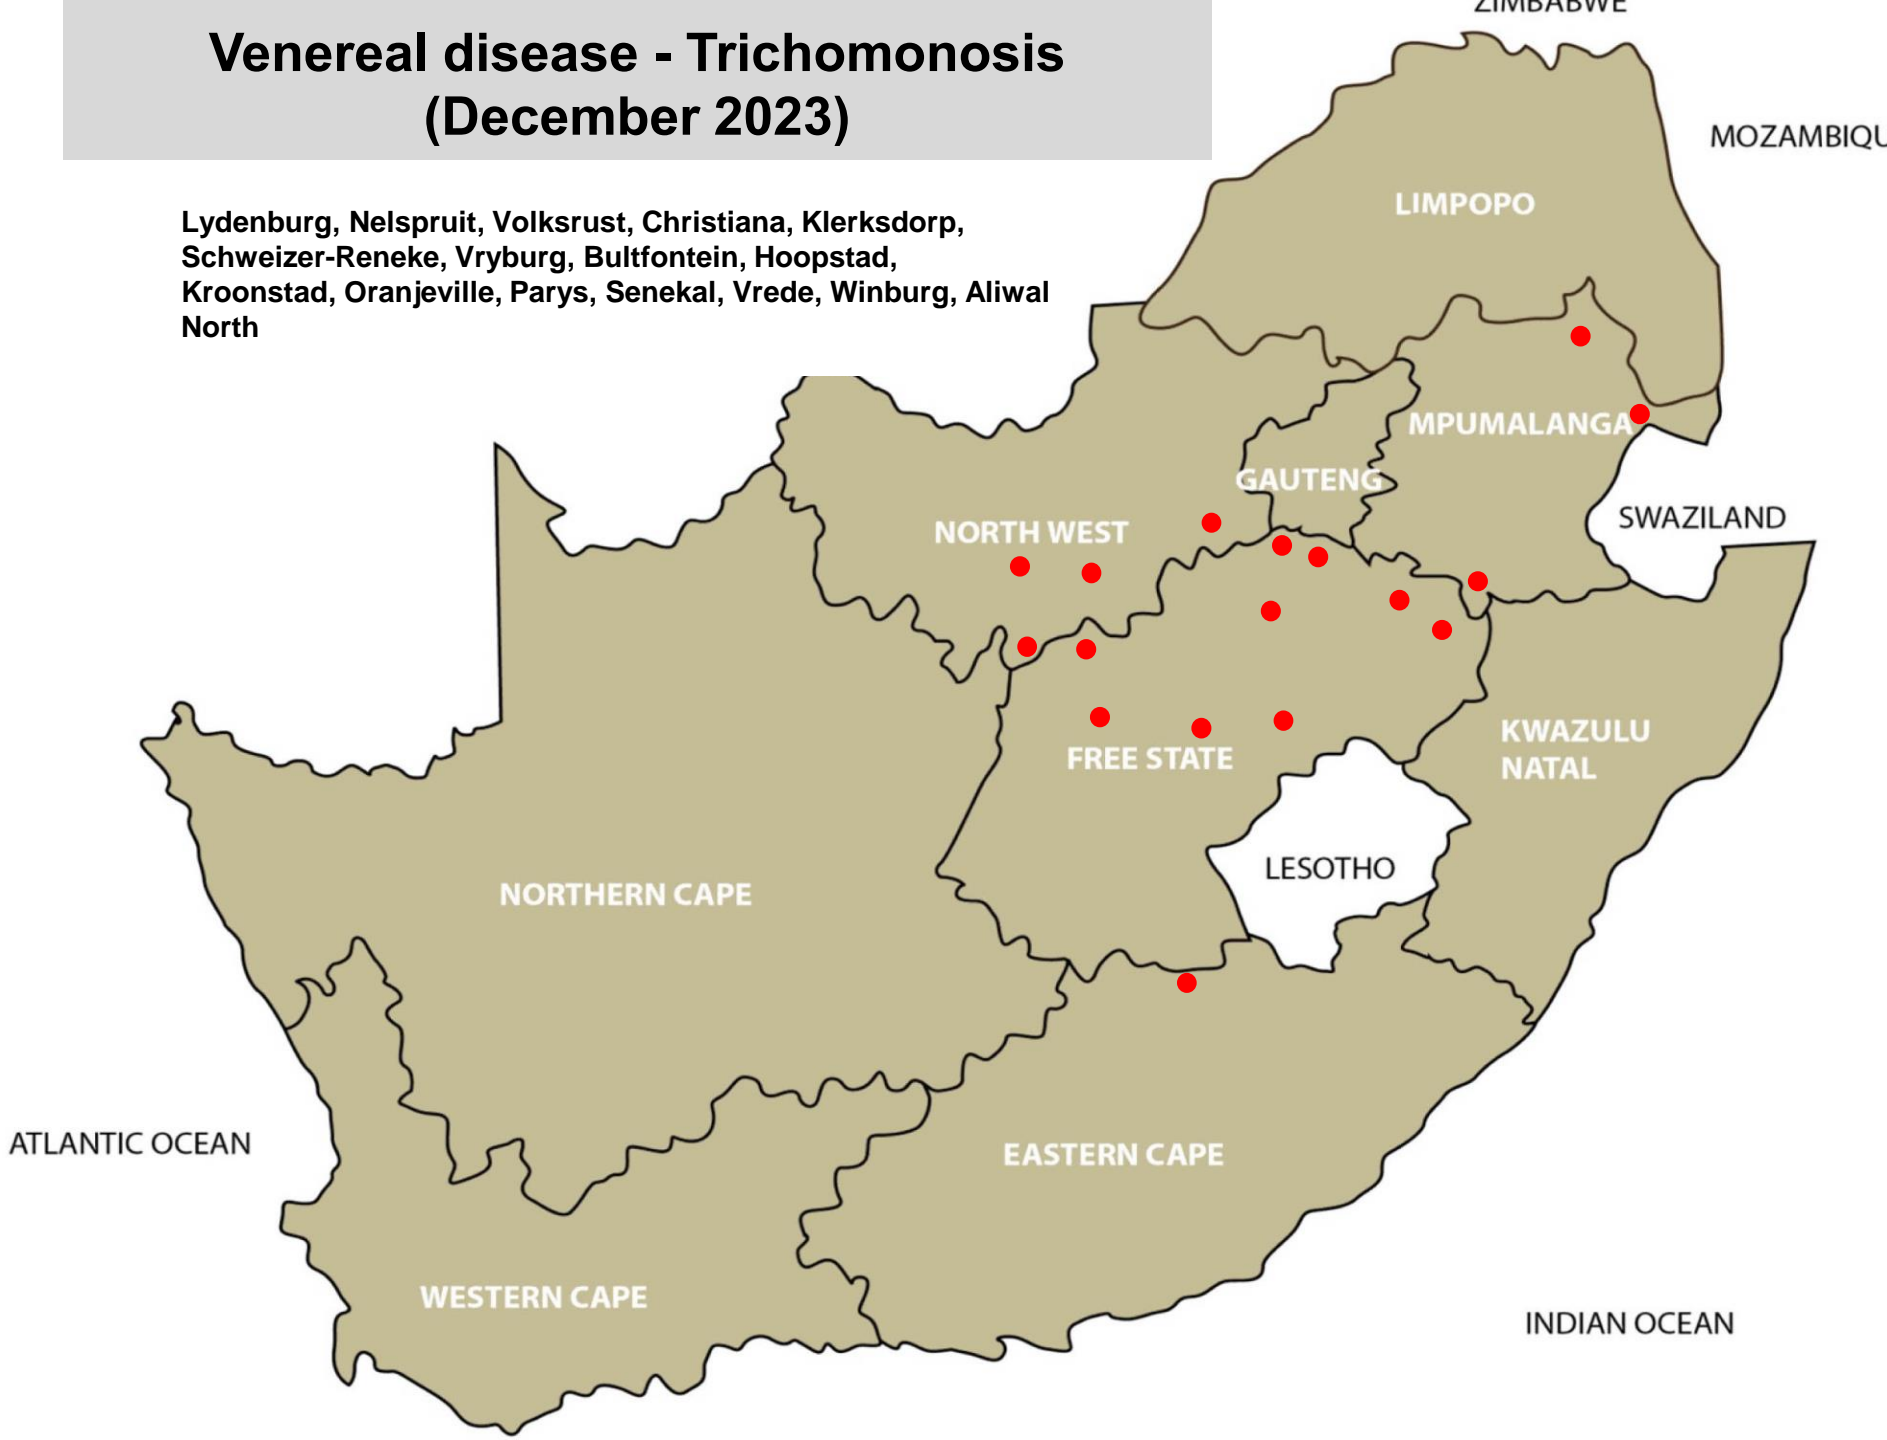 ZIMBABWE
Venereal disease - Trichomonosis
(December 2023)
MOZAMBIQU
Lydenburg, Nelspruit, Volksrust, Christiana, Klerksdorp,
Schweizer-Reneke, Vryburg, Bultfontein, Hoopstad,
Kroonstad, Oranjeville, Parys, Senekal, Vrede, Winburg, Aliwal
North
LIMPOPO
MPUMALANGA
GAUTENG
SWAZILAND
NORTH WEST
KWAZULU
NATAL
FREE STATE
LESOTHO
NORTHERN CAPE
ATLANTIC OCEAN
EASTERN CAPE
WESTERN CAPE
INDIAN OCEAN